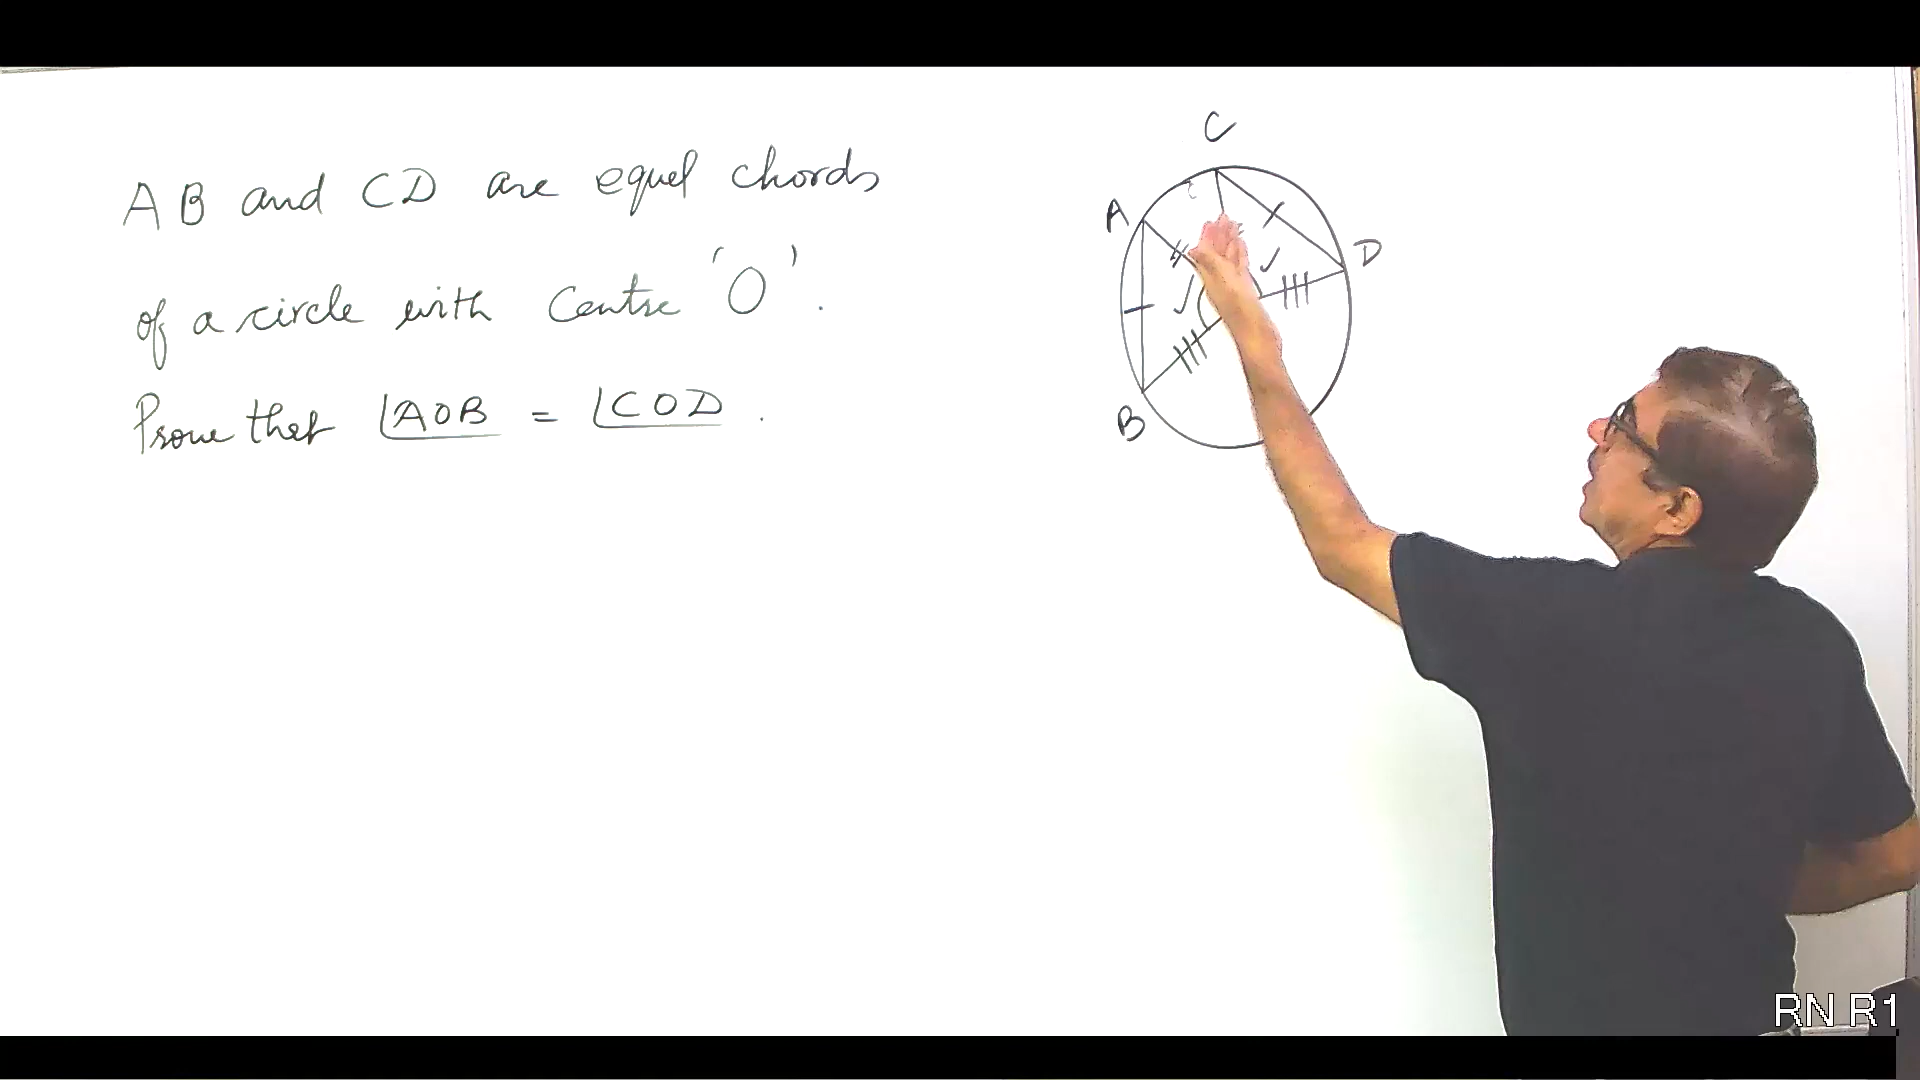 AB and CD are equal chords
of a circle with Centre 'O'.
Prove that ∠AOB = ∠COD.
C
A
D
B
RN R1